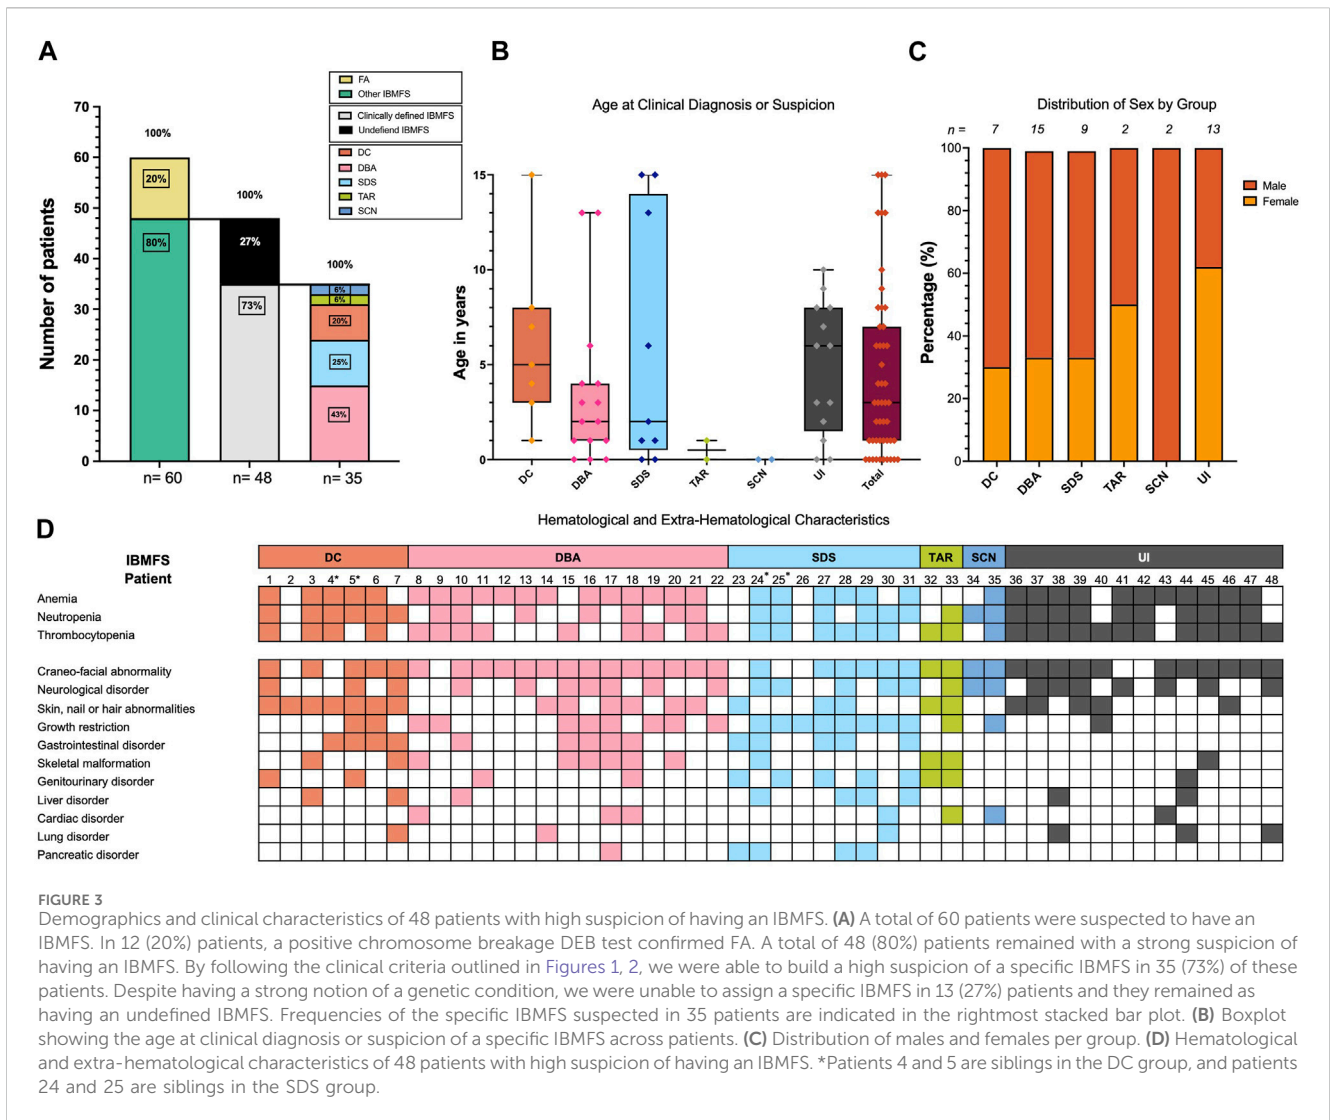 A
FA
Other IBMFS
Clinically defined IBMFS
Undefiend IBMFS
DC
DBA
SDS
TAR
SCN
Number of patients
70
60
50
40
30
20
10
0
100%
20%
80%
100%
27%
73%
100%
6%
6%
20%
25%
43%
n= 60
n= 48
n= 35
B
Age at Clinical Diagnosis or Suspicion
Age in years
15
10
5
0
DC
DBA
SDS
TAR
SCN
UI
Total
C
Distribution of Sex by Group
n = 7 15 9 2 2 13
Percentage (%)
100
80
60
40
20
0
DC
DBA
SDS
TAR
SCN
UI
Male
Female
D
Hematological and Extra-Hematological Characteristics
IBMFS DC DBA SDS TAR SCN UI
Patient 1 2 3 4* 5* 6 7 8 9 10 11 12 13 14 15 16 17 18 19 20 21 22 23 24* 25* 26 27 28 29 30 31 32 33 34 35 36 37 38 39 40 41 42 43 44 45 46 47 48
Anemia
Neutropenia
Thrombocytopenia
Craneo-facial abnormality
Neurological disorder
Skin, nail or hair abnormalities
Growth restriction
Gastrointestinal disorder
Skeletal malformation
Genitourinary disorder
Liver disorder
Cardiac disorder
Lung disorder
Pancreatic disorder
FIGURE 3
Demographics and clinical characteristics of 48 patients with high suspicion of having an IBMFS. (A) A total of 60 patients were suspected to have an
IBMFS. In 12 (20%) patients, a positive chromosome breakage DEB test confirmed FA. A total of 48 (80%) patients remained with a strong suspicion of
having an IBMFS. By following the clinical criteria outlined in Figures 1, 2, we were able to build a high suspicion of a specific IBMFS in 35 (73%) of these
patients. Despite having a strong notion of a genetic condition, we were unable to assign a specific IBMFS in 13 (27%) patients and they remained as
having an undefined IBMFS. Frequencies of the specific IBMFS suspected in 35 patients are indicated in the rightmost stacked bar plot. (B) Boxplot
showing the age at clinical diagnosis or suspicion of a specific IBMFS across patients. (C) Distribution of males and females per group. (D) Hematological
and extra-hematological characteristics of 48 patients with high suspicion of having an IBMFS. *Patients 4 and 5 are siblings in the DC group, and patients
24 and 25 are siblings in the SDS group.